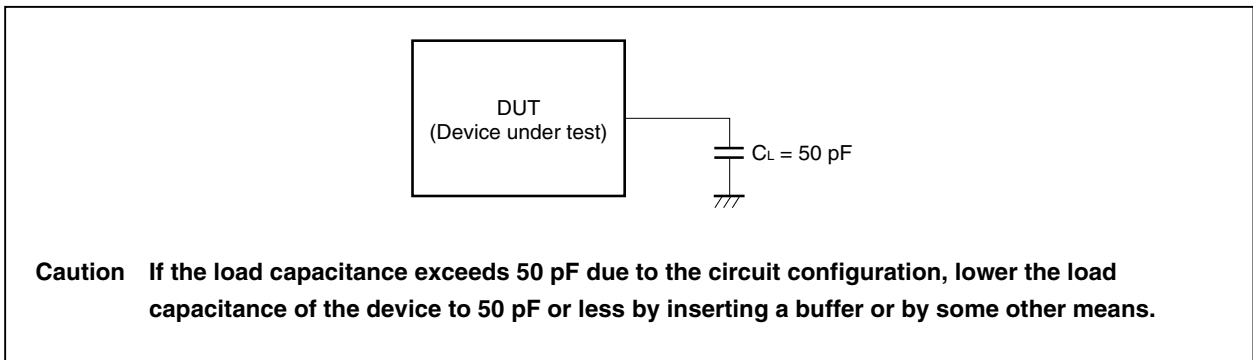 DUT
(Device under test)
CL = 50 pF
Caution If the load capacitance exceeds 50 pF due to the circuit configuration, lower the load
capacitance of the device to 50 pF or less by inserting a buffer or by some other means.